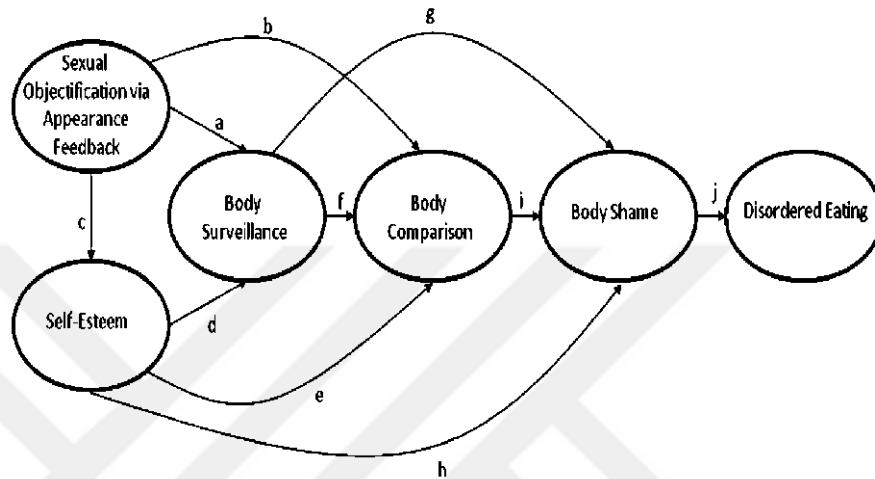 g
b
Sexual
Objectification via
Appearance
Feedback
a
c
Body
Surveillance
f
Body
Comparison
i
Body Shame
j
Disordered Eating
Self-Esteem
d
e
h